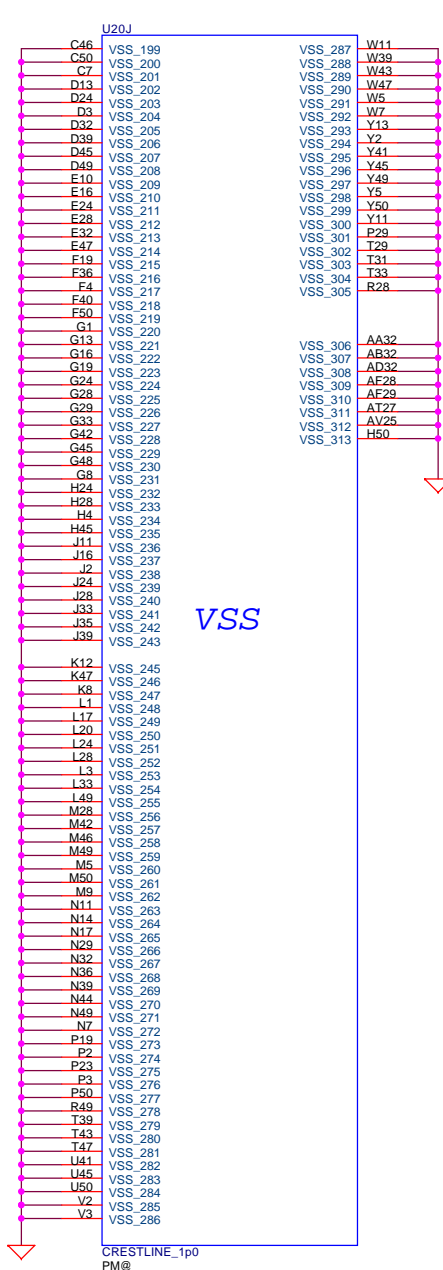 U20J
C46 VSS_199 VSS_287 W11
C50 VSS_200 VSS_288 W39
C7 VSS_201 VSS_289 W43
D13 VSS_202 VSS_290 W47
D24 VSS_203 VSS_291 W5
D3 VSS_204 VSS_292 W7
D32 VSS_205 VSS_293 Y13
D39 VSS_206 VSS_294 Y2
D45 VSS_207 VSS_295 Y41
D49 VSS_208 VSS_296 Y45
E10 VSS_209 VSS_297 Y49
E16 VSS_210 VSS_298 Y5
E24 VSS_211 VSS_299 Y50
E28 VSS_212 VSS_300 Y11
E32 VSS_213 VSS_301 P29
E47 VSS_214 VSS_302 T29
F19 VSS_215 VSS_303 T31
F36 VSS_216 VSS_304 T33
F4 VSS_217 VSS_305 R28
F40 VSS_218
F50 VSS_219
G1 VSS_220
G13 VSS_221 VSS_306 AA32
G16 VSS_222 VSS_307 AB32
G19 VSS_223 VSS_308 AD32
G24 VSS_224 VSS_309 AF28
G28 VSS_225 VSS_310 AF29
G29 VSS_226 VSS_311 AT27
G33 VSS_227 VSS_312 AV25
G42 VSS_228 VSS_313 H50
G45 VSS_229
G48 VSS_230
G8 VSS_231
H24 VSS_232
H28 VSS_233
H4 VSS_234
H45 VSS_235
J11 VSS_236
J16 VSS_237
J2 VSS_238
J24 VSS_239
J28 VSS_240
J33 VSS_241
J35 VSS_242
J39 VSS_243
VSS
K12 VSS_245
K47 VSS_246
K8 VSS_247
L1 VSS_248
L17 VSS_249
L20 VSS_250
L24 VSS_251
L28 VSS_252
L3 VSS_253
L33 VSS_254
L49 VSS_255
M28 VSS_256
M42 VSS_257
M46 VSS_258
M49 VSS_259
M5 VSS_260
M50 VSS_261
M9 VSS_262
N11 VSS_263
N14 VSS_264
N17 VSS_265
N29 VSS_266
N32 VSS_267
N36 VSS_268
N39 VSS_269
N44 VSS_270
N49 VSS_271
N7 VSS_272
P19 VSS_273
P2 VSS_274
P23 VSS_275
P3 VSS_276
P50 VSS_277
R49 VSS_278
T39 VSS_279
T43 VSS_280
T47 VSS_281
U41 VSS_282
U45 VSS_283
U50 VSS_284
V2 VSS_285
V3 VSS_286
CRESTLINE_1p0
PM@